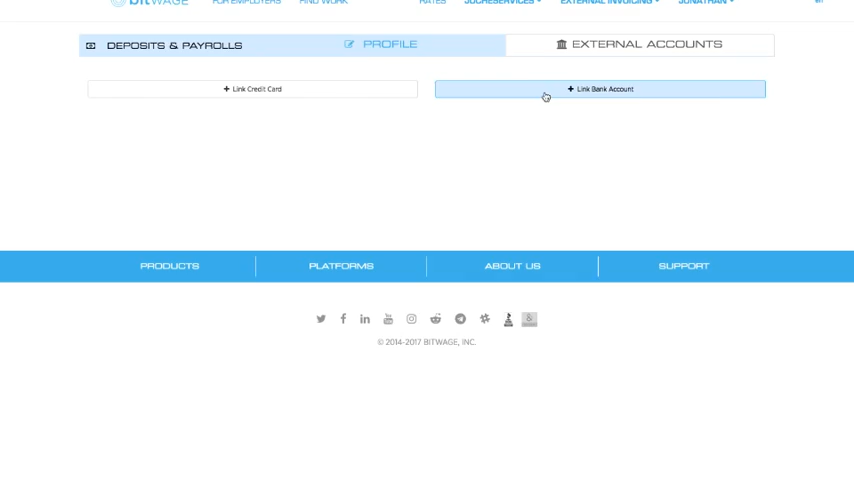 bitwage FOR EMPLOYERS FIND WORK RATES JOCHESERVICES EXTERNAL INVOICING JONATHAN
DEPOSITS & PAYROLLS PROFILE EXTERNAL ACCOUNTS
+ Link Credit Card + Link Bank Account
PRODUCTS PLATFORMS ABOUT US SUPPORT
© 2014-2017 BITWAGE, INC.